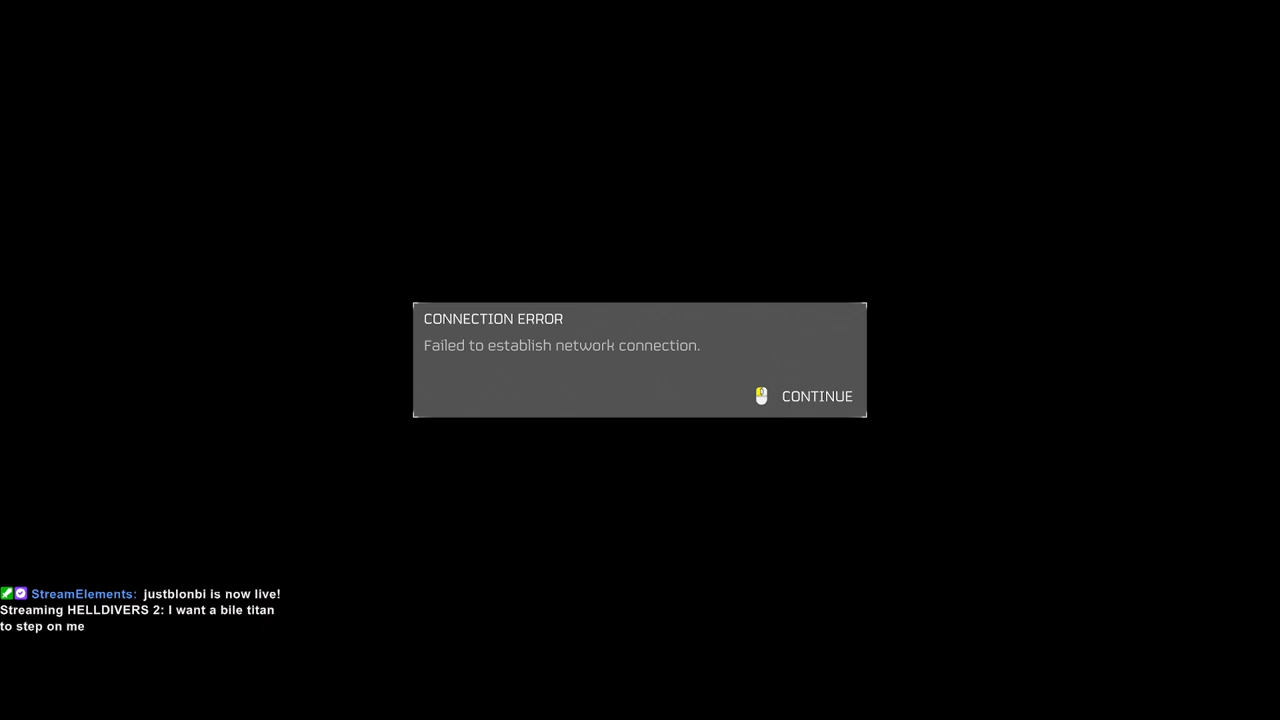 CONNECTION ERROR
Failed to establish network connection.
CONTINUE
StreamElements: justblonbi is now live!
Streaming HELLDIVERS 2: I want a bile titan
to step on me